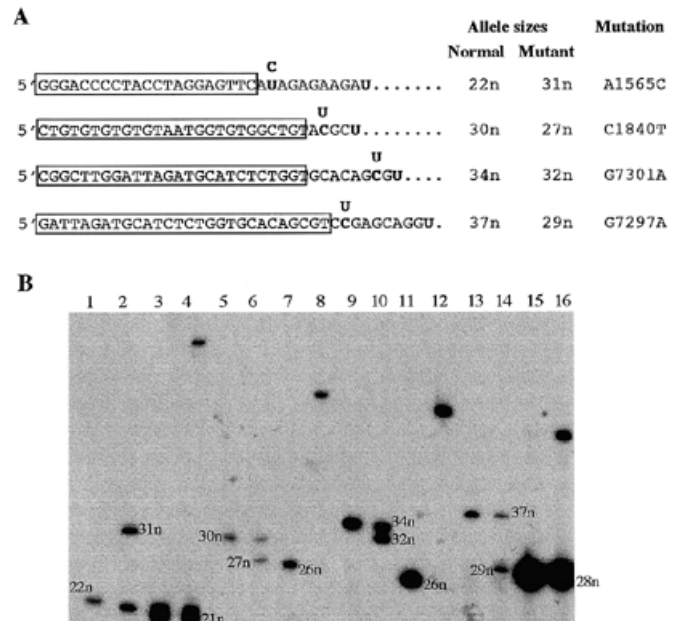 A
Allele sizes Mutation
Normal Mutant
C
5′GGGACCCCTACCTAGGAGTTCAUAGAGAAGAU....... 22n 31n A1565C
U
5′CTGTGTGTGTGTAATGGTGTGGCTGTACGCU....... 30n 27n C1840T
U
5′CGGCTTGGATTAGATGCATCTCTGGTGCACAGCGU.... 34n 32n G7301A
U
5′GATTAGATGCATCTCTGGTGCACAGCGTCCGAGCAGGU. 37n 29n G7297A
B
1 2 3 4 5 6 7 8 9 10 11 12 13 14 15 16
31n 30n 34n 37n
32n
27n 26n 26n 29n 28n
22n
21n